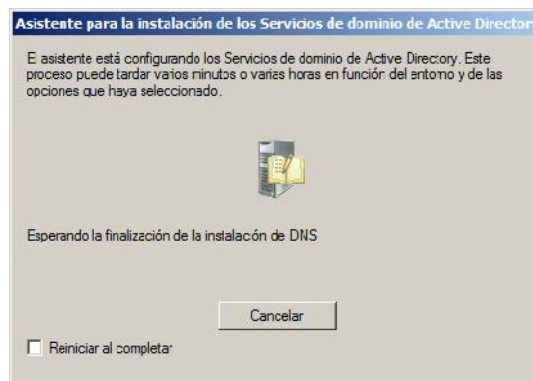 Asistente para la instalación de los Servicios de dominio de Active Director
El asistente está configurando los Servicios de dominio de Active Directory. Este
proceso puede tardar varios minutos o varias horas en función del entorno y de las
opciones que haya seleccionado.
Esperando la finalización de la instalación de DNS
Cancelar
Reiniciar al completar